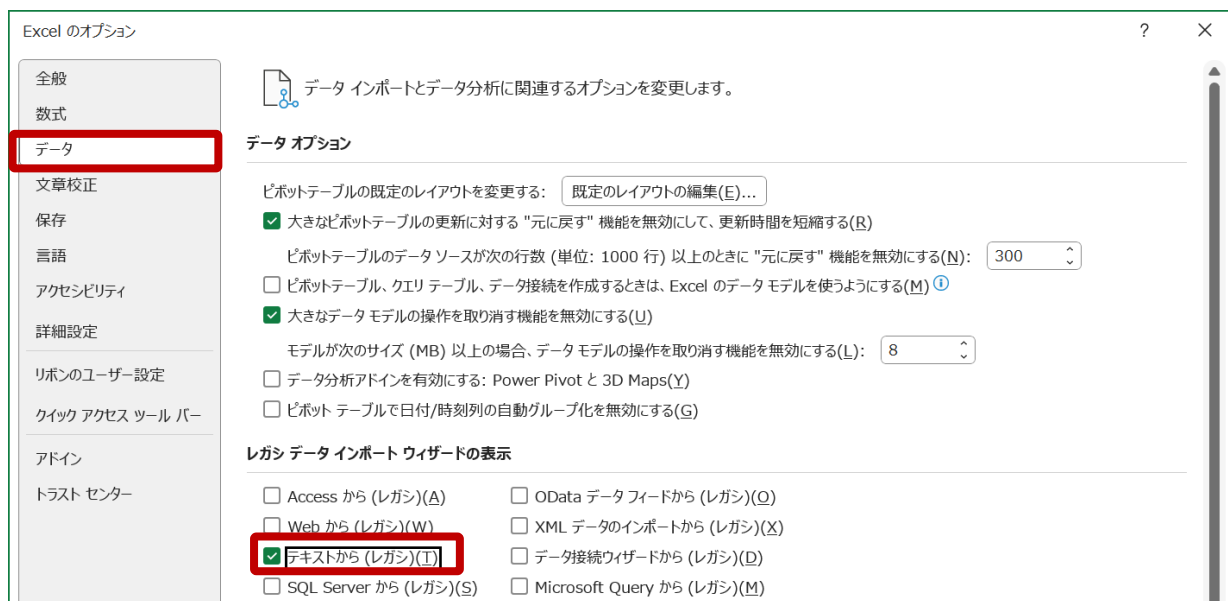 Excel のオプション
?
全般
数式
データ
文章校正
保存
言語
アクセシビリティ
詳細設定
リボンのユーザー設定
クイック アクセス ツール バー
アドイン
トラスト センター
データ インポートとデータ分析に関連するオプションを変更します。
データ オプション
ピボットテーブルの既定のレイアウトを変更する: 既定のレイアウトの編集(E)...
大きなピボットテーブルの更新に対する "元に戻す" 機能を無効にして、更新時間を短縮する(R)
ピボットテーブルのデータ ソースが次の行数 (単位: 1000 行) 以上のときに "元に戻す" 機能を無効にする(N): 300
ピボットテーブル、クエリ テーブル、データ接続を作成するときは、Excel のデータ モデルを使うようにする(M)
大きなデータ モデルの操作を取り消す機能を無効にする(U)
モデルが次のサイズ (MB) 以上の場合、データ モデルの操作を取り消す機能を無効にする(L): 8
データ分析アドインを有効にする: Power Pivot と 3D Maps(Y)
ピボット テーブルで日付/時刻列の自動グループ化を無効にする(G)
レガシ データ インポート ウィザードの表示
Access から (レガシ)(A) OData データ フィードから (レガシ)(O)
Web から (レガシ)(W) XML データのインポートから (レガシ)(X)
テキストから (レガシ)(T) データ接続ウィザードから (レガシ)(D)
SQL Server から (レガシ)(S) Microsoft Query から (レガシ)(M)